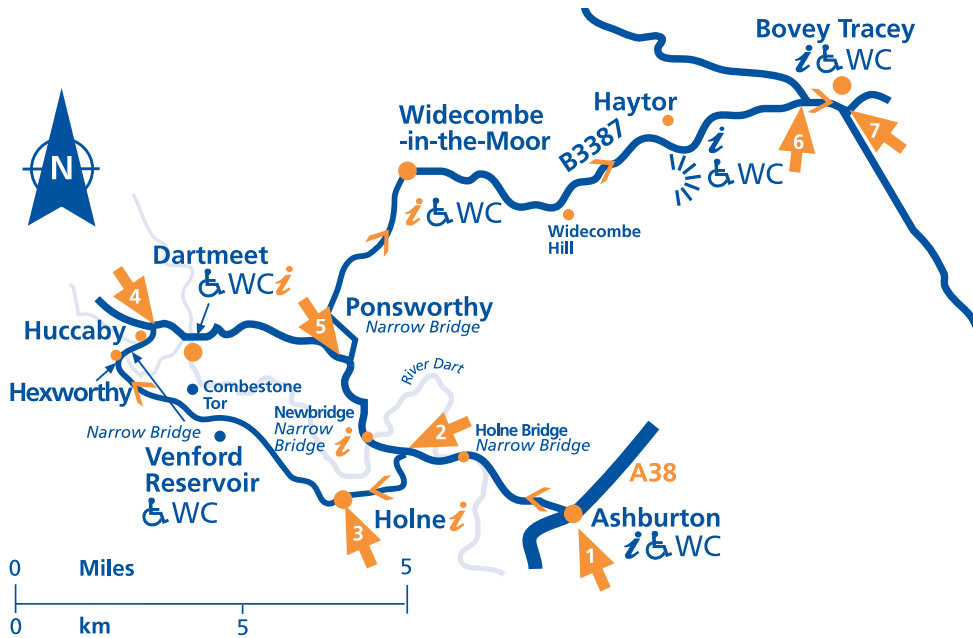 Bovey Tracey
i WC
6
7
Haytor
B3387
i
WC
Widecombe
-in-the-Moor
i WC
Widecombe
Hill
N
Dartmeet
WC i
4
5
Ponsworthy
Narrow Bridge
Huccaby
Hexworthy
Narrow Bridge
Combestone
Tor
River Dart
Newbridge
Narrow
Bridge
i
2
Holne Bridge
Narrow Bridge
Venford
Reservoir
WC
3
Holne i
A38
Ashburton
i WC
1
0 Miles 5
0 km 5